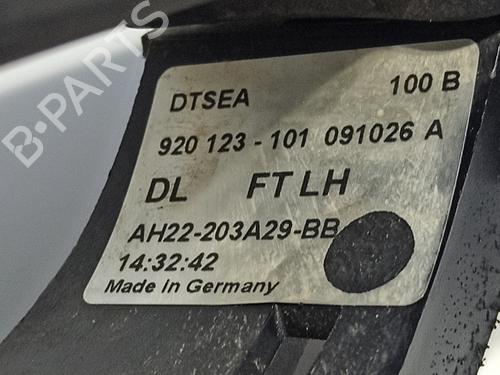 B-PARTS
DTSEA 100 B
920 123 - 101 091026 A
DL FT LH
AH22-203A29-BB
14:32:42
Made in Germany